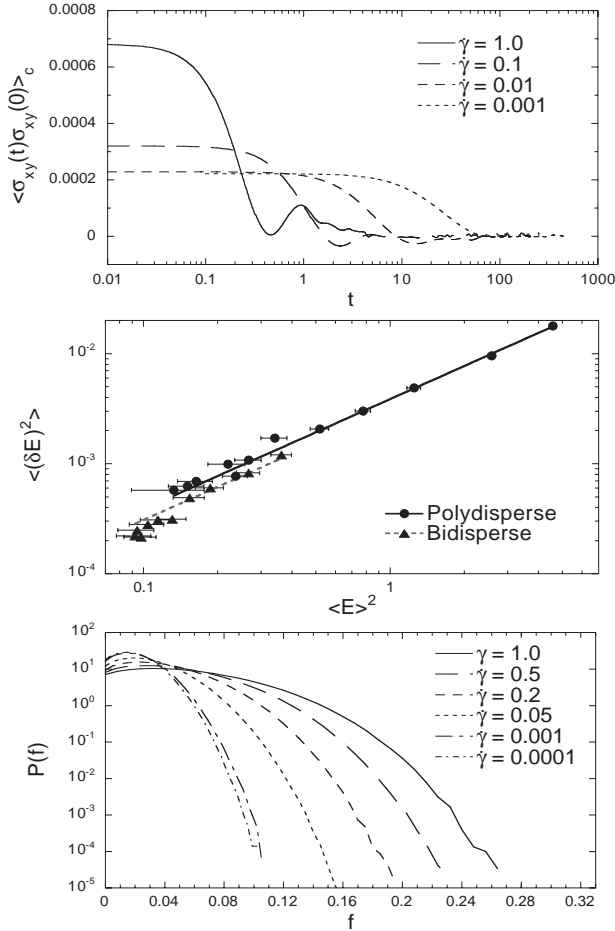 0.0008
0.0006
0.0004
0.0002
0
<σxy(t)σxy(0)>c
γ̇ = 1.0
γ̇ = 0.1
γ̇ = 0.01
γ̇ = 0.001
0.01 0.1 1 10 100 1000
t
10-2
10-3
10-4
<(δE)2>
Polydisperse
Bidisperse
0.1 1
<E>2
102
101
100
10-1
10-2
10-3
10-4
10-5
P(f)
γ̇ = 1.0
γ̇ = 0.5
γ̇ = 0.2
γ̇ = 0.05
γ̇ = 0.001
γ̇ = 0.0001
0 0.04 0.08 0.12 0.16 0.2 0.24 0.28 0.32
f